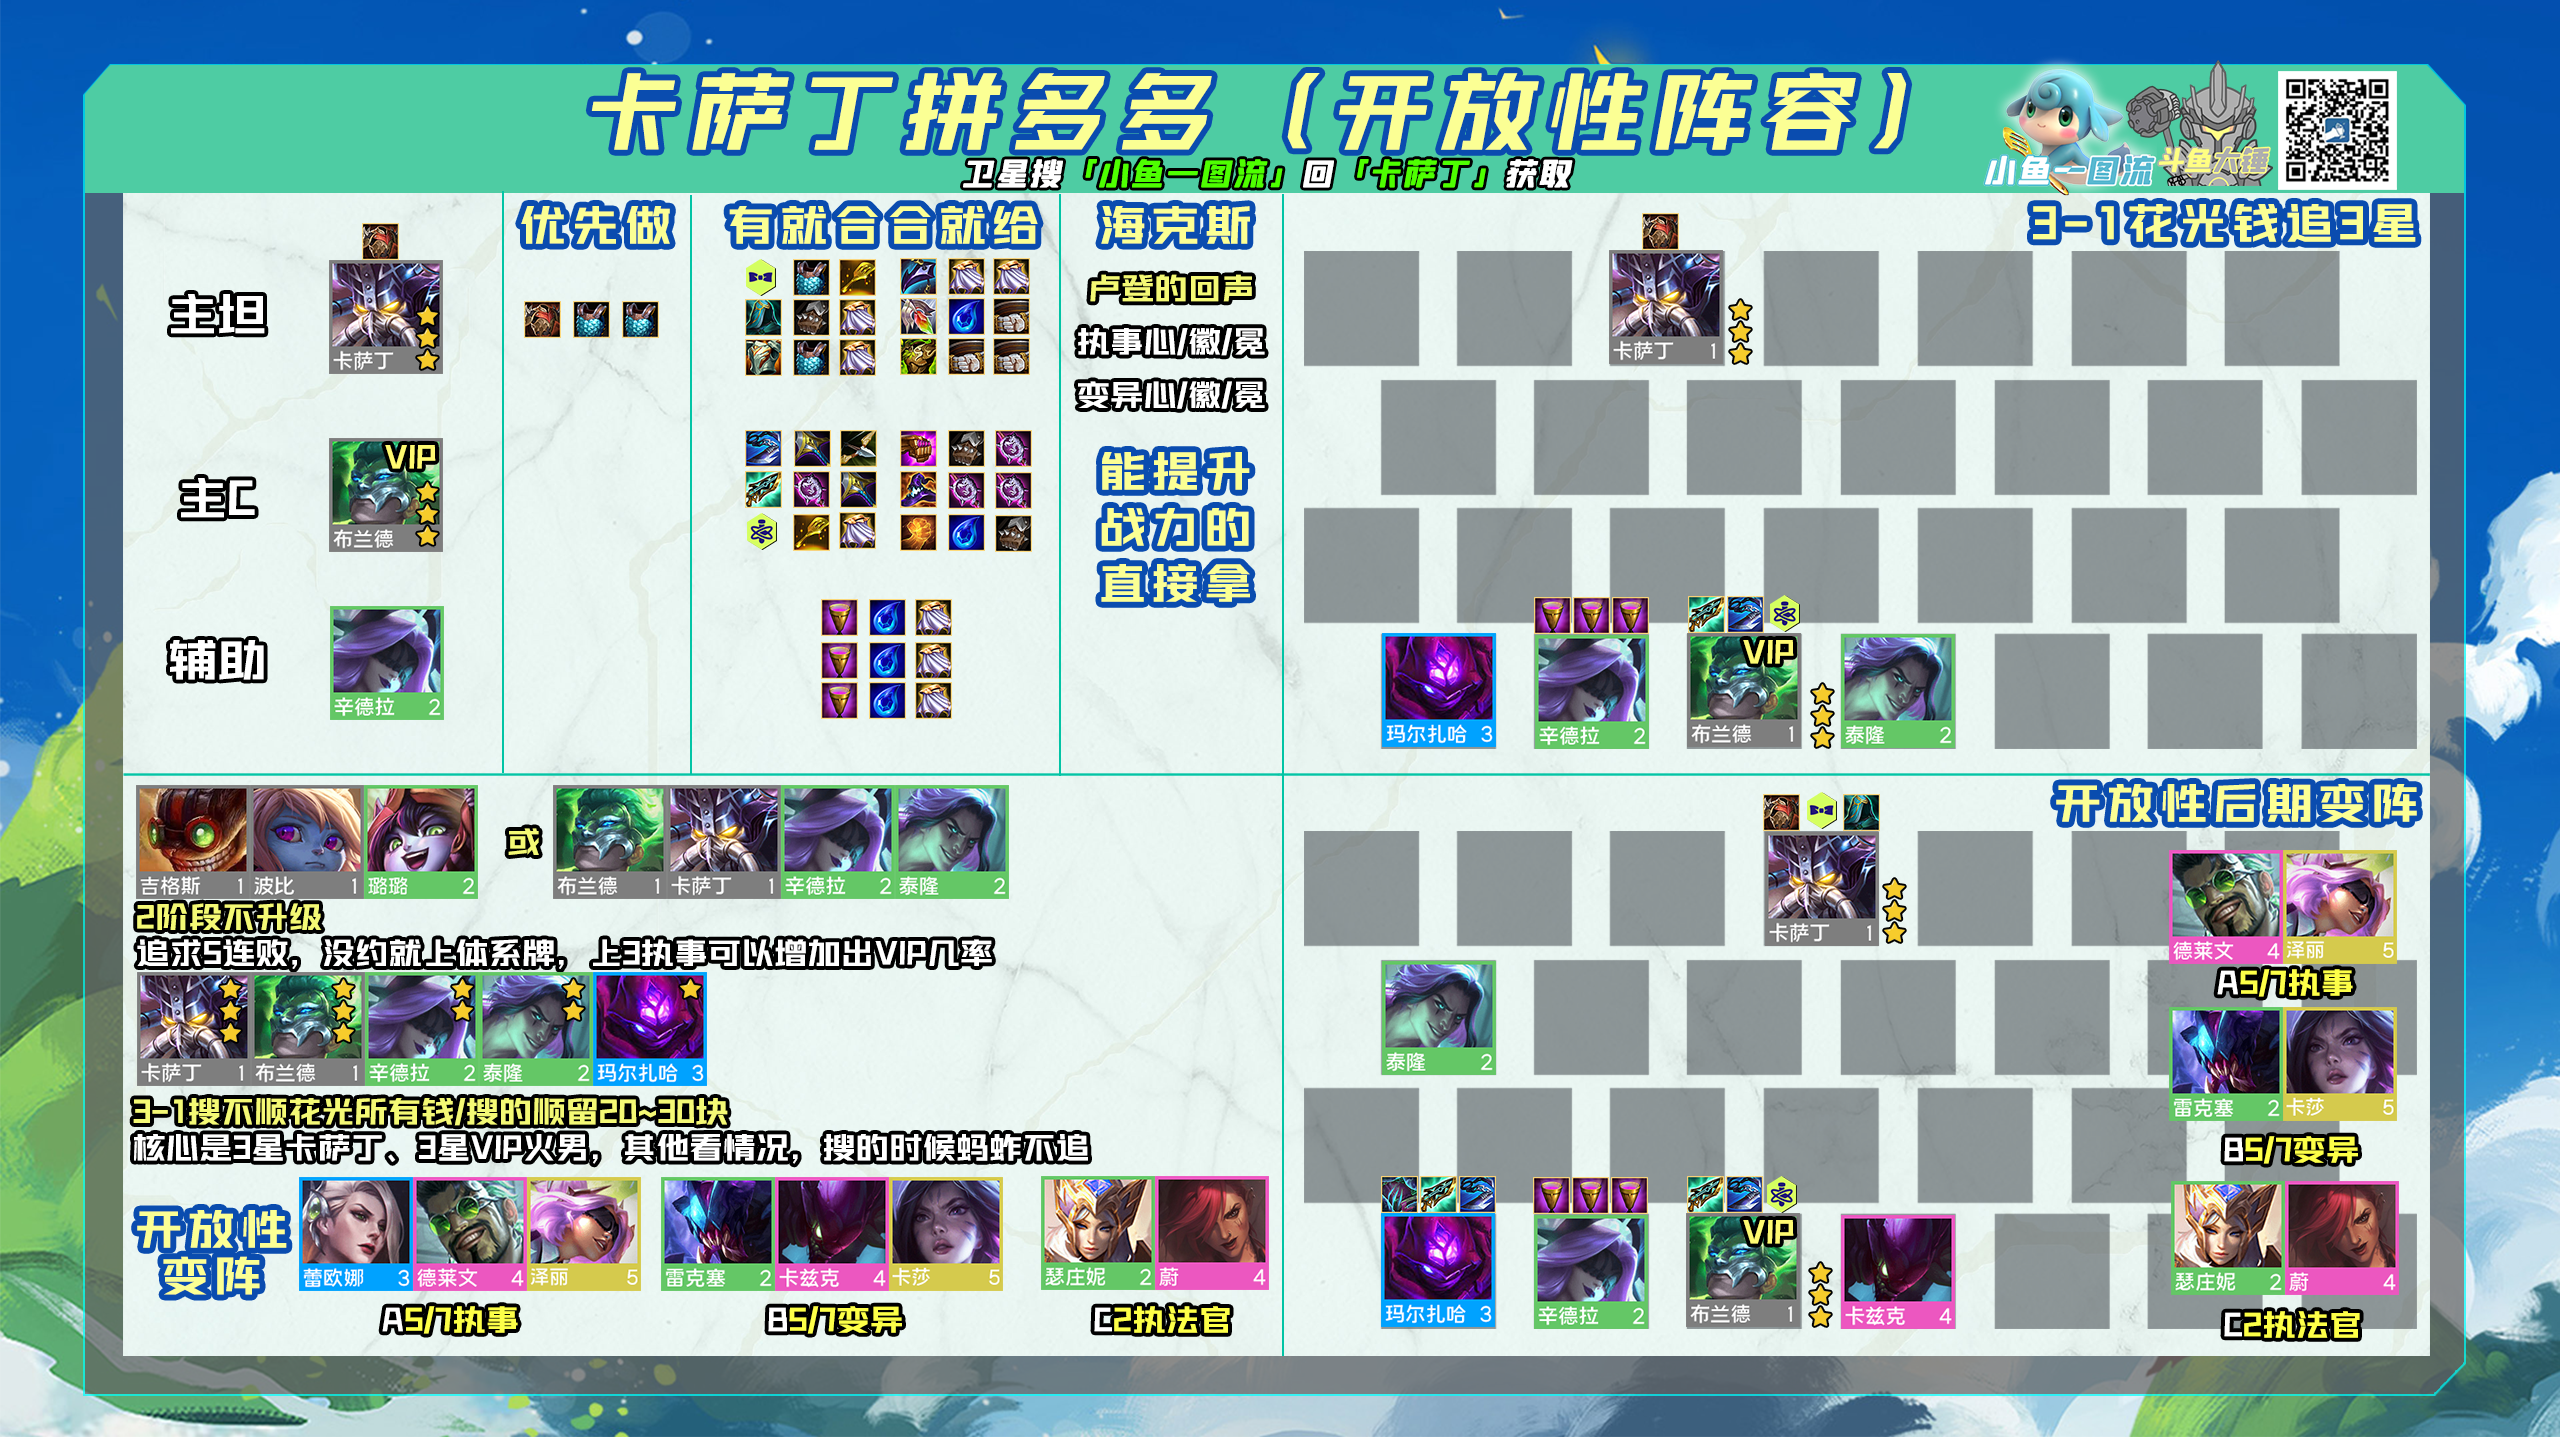 卡萨丁拼多多（开放性阵容）
卫星搜「小鱼一图流」回「卡萨丁」获取
小鱼一图流
斗鱼大锤
主坦
卡萨丁
主C
VIP
布兰德
辅助
辛德拉 2
优先做
有就合合就给
海克斯
卢登的回声
执事心/徽/冕
变异心/徽/冕
能提升
战力的
直接拿
3-1花光钱追3星
卡萨丁 1
玛尔扎哈 3
辛德拉 2
VIP
布兰德 1
泰隆 2
吉格斯 1
波比 1
璐璐 2
或
布兰德 1
卡萨丁 1
辛德拉 2
泰隆 2
2阶段不升级
追求5连败，没约就上体系牌，上3执事可以增加出VIP几率
卡萨丁 1
布兰德 1
辛德拉 2
泰隆 2
玛尔扎哈 3
3-1搜不顺花光所有钱/搜的顺留20~30块
核心是3星卡萨丁、3星VIP火男，其他看情况，搜的时候蚂蚱不追
开放性
变阵
蕾欧娜 3
德莱文 4
泽丽 5
A5/7执事
雷克塞 2
卡兹克 4
卡莎 5
B5/7变异
瑟庄妮 2
蔚 4
C2执法官
开放性后期变阵
卡萨丁 1
泰隆 2
玛尔扎哈 3
辛德拉 2
VIP
布兰德 1
卡兹克 4
德莱文 4
泽丽 5
A5/7执事
雷克塞 2
卡莎 5
B5/7变异
瑟庄妮 2
蔚 4
C2执法官